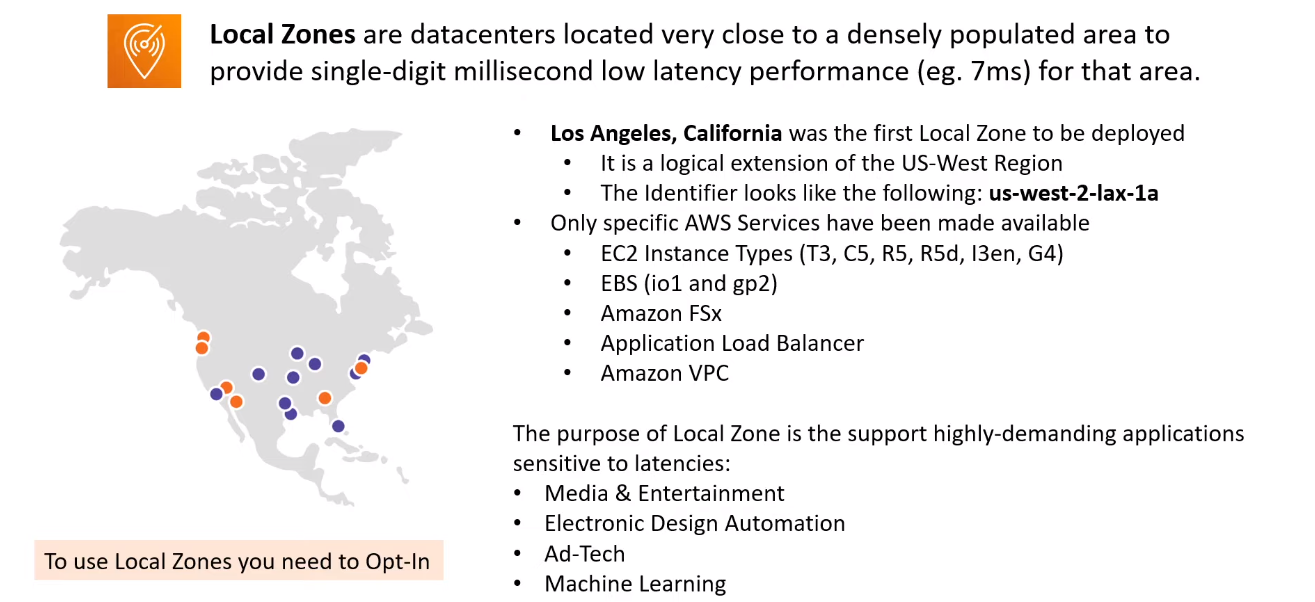 Local Zones are datacenters located very close to a densely populated area to
provide single-digit millisecond low latency performance (eg. 7ms) for that area.
• Los Angeles, California was the first Local Zone to be deployed
• It is a logical extension of the US-West Region
• The Identifier looks like the following: us-west-2-lax-1a
• Only specific AWS Services have been made available
• EC2 Instance Types (T3, C5, R5, R5d, I3en, G4)
• EBS (io1 and gp2)
• Amazon FSx
• Application Load Balancer
• Amazon VPC
The purpose of Local Zone is the support highly-demanding applications
sensitive to latencies:
• Media & Entertainment
• Electronic Design Automation
• Ad-Tech
• Machine Learning
To use Local Zones you need to Opt-In